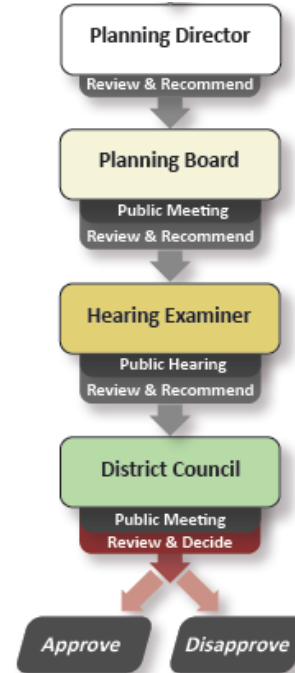 Planning Director
Review & Recommend
Planning Board
Public Meeting
Review & Recommend
Hearing Examiner
Public Hearing
Review & Recommend
District Council
Public Meeting
Review & Decide
Approve
Disapprove